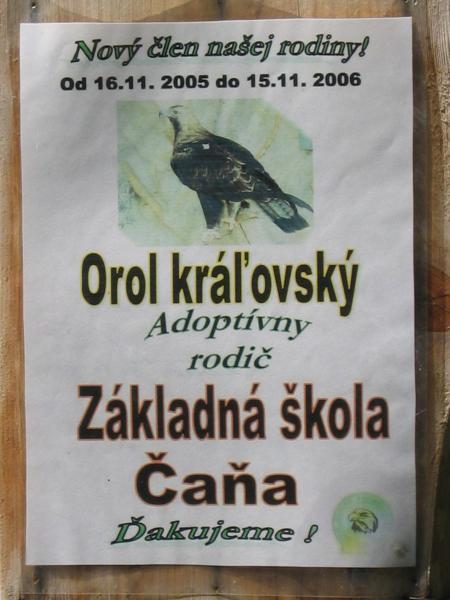 Nový člen našej rodiny!
Od 16.11. 2005 do 15.11. 2006
Orol kráľovský
Adoptívny
rodič
Základná škola
Čaňa
Ďakujeme !